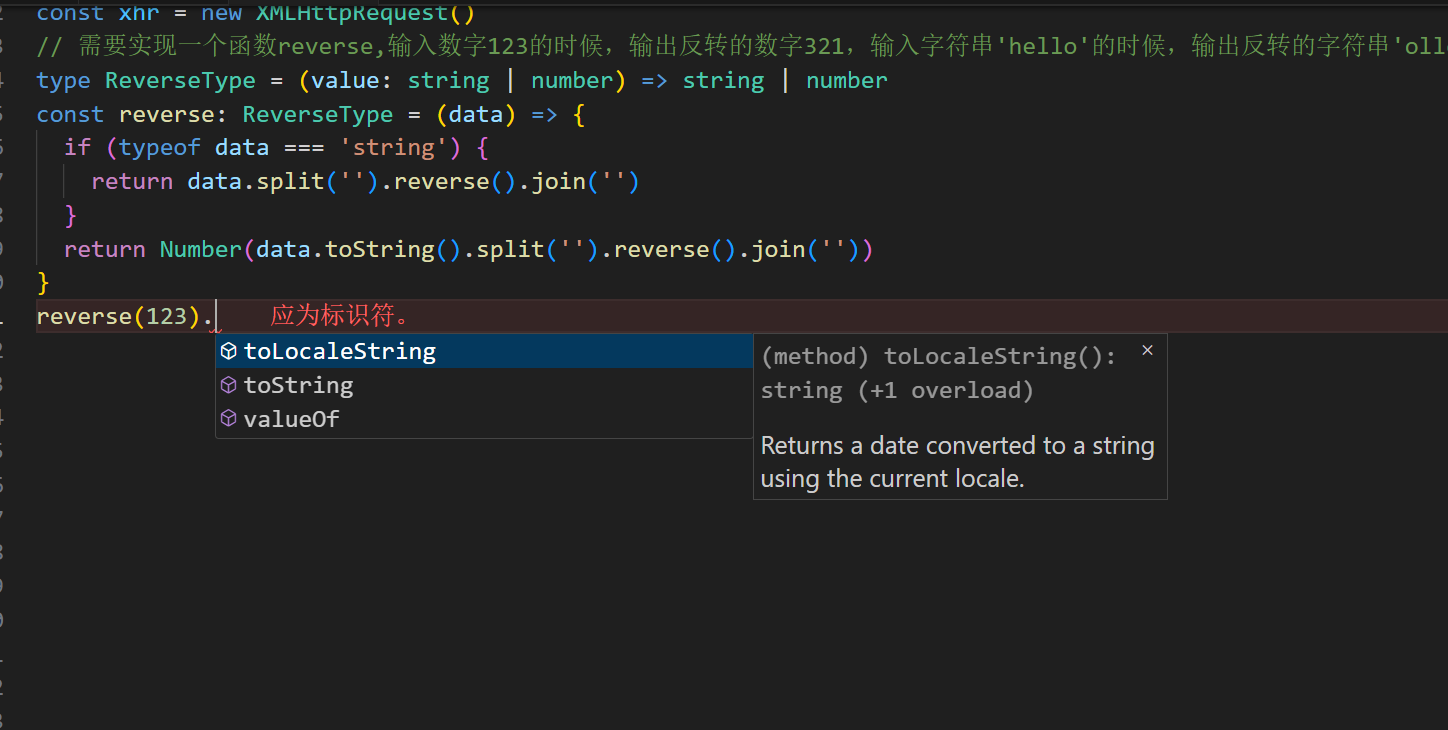 const xhr = new XMLHttpRequest()
// 需要实现一个函数reverse,输入数字123的时候，输出反转的数字321，输入字符串'hello'的时候，输出反转的字符串'oll
type ReverseType = (value: string | number) => string | number
const reverse: ReverseType = (data) => {
if (typeof data === 'string') {
return data.split('').reverse().join('')
}
return Number(data.toString().split('').reverse().join(''))
}
reverse(123). 应为标识符。
toLocaleString
toString
valueOf
(method) toLocaleString(): ×
string (+1 overload)
Returns a date converted to a string
using the current locale.